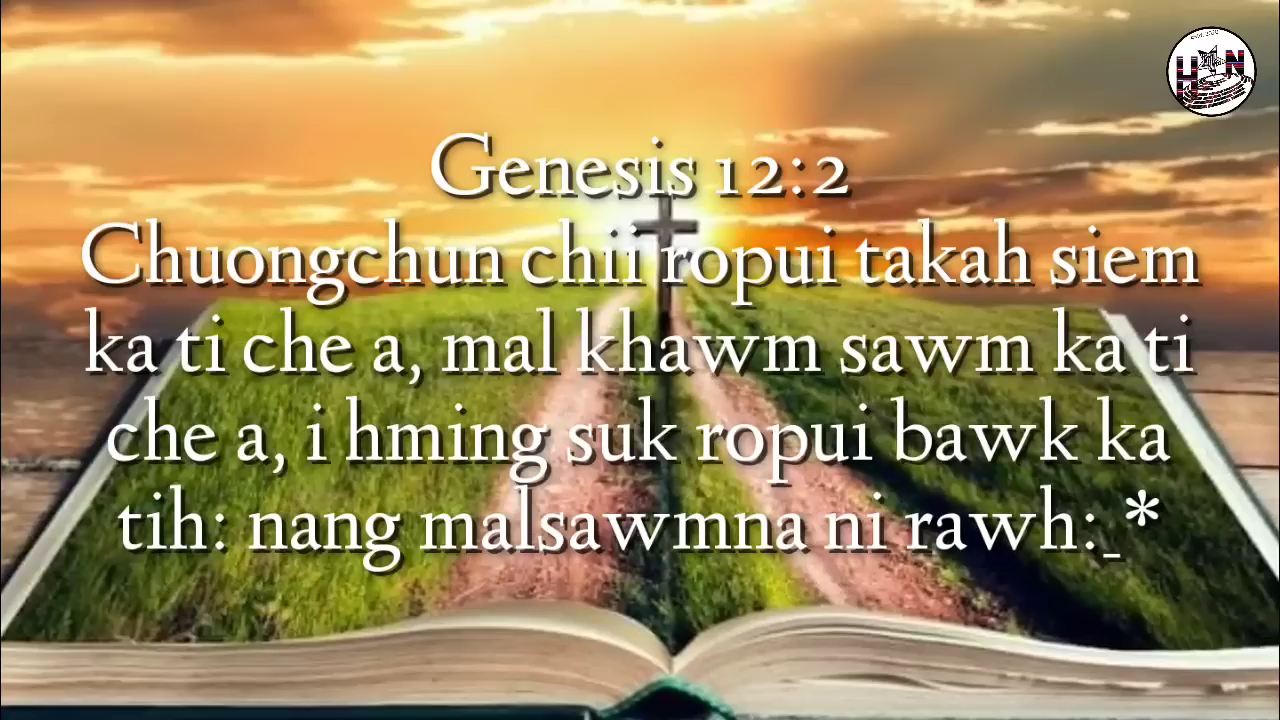 Genesis 12:2
Chuongchun chii ropui takah siem
ka ti che a, mal khawm sawm ka ti
che a, i hming suk ropui bawk ka
tih: nang malsawmna ni rawh:_*
H N